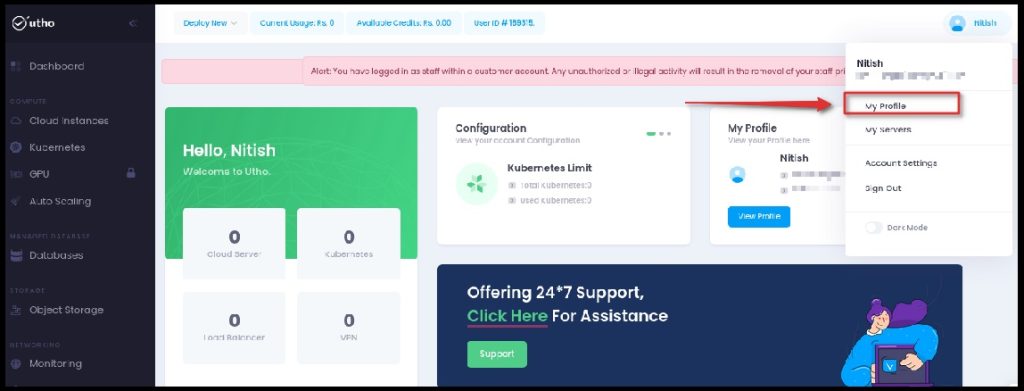 utho
Deploy New
Current Usage: Rs. 0
Available Credits: Rs. 0.00
User ID # 169315.
Nitish
Alert: You have logged in as staff within a customer account. Any unauthorized or illegal activity will result in the removal of your staff
Nitish
My Profile
My Servers
Account Settings
Sign Out
Dark Mode
Dashboard
COMPUTE
Cloud Instances
Kubernetes
GPU
Auto Scaling
MANAGED DATABASE
Databases
STORAGE
Object Storage
NETWORKING
Monitoring
Hello, Nitish
Welcome to Utho.
0
Cloud Server
0
Kubernetes
0
Load Balancer
0
VPN
Configuration
View your account Configuration
Kubernetes Limit
Total Kubernetes:0
Used Kubernetes:0
My Profile
View your Profile here
Nitish
View Profile
Offering 24*7 Support,
Click Here For Assistance
Support